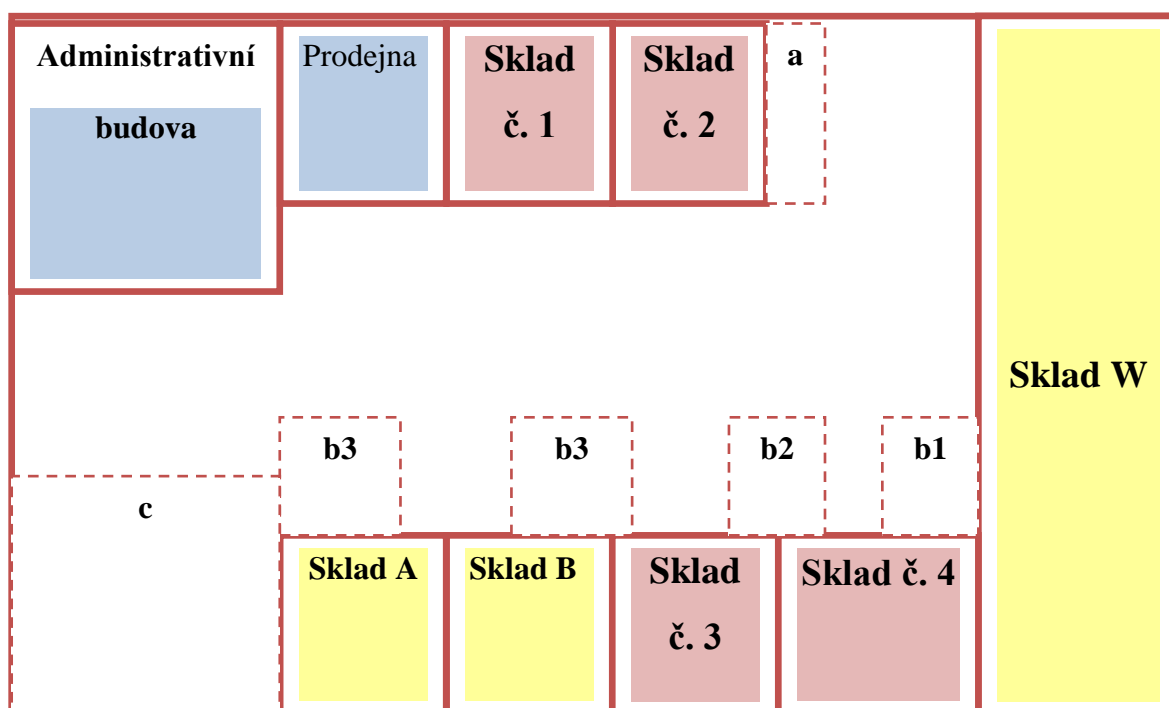 Administrativní
budova
Prodejna
Sklad
č. 1
Sklad
č. 2
a
Sklad W
b3
b3
b2
b1
c
Sklad A
Sklad B
Sklad
č. 3
Sklad č. 4